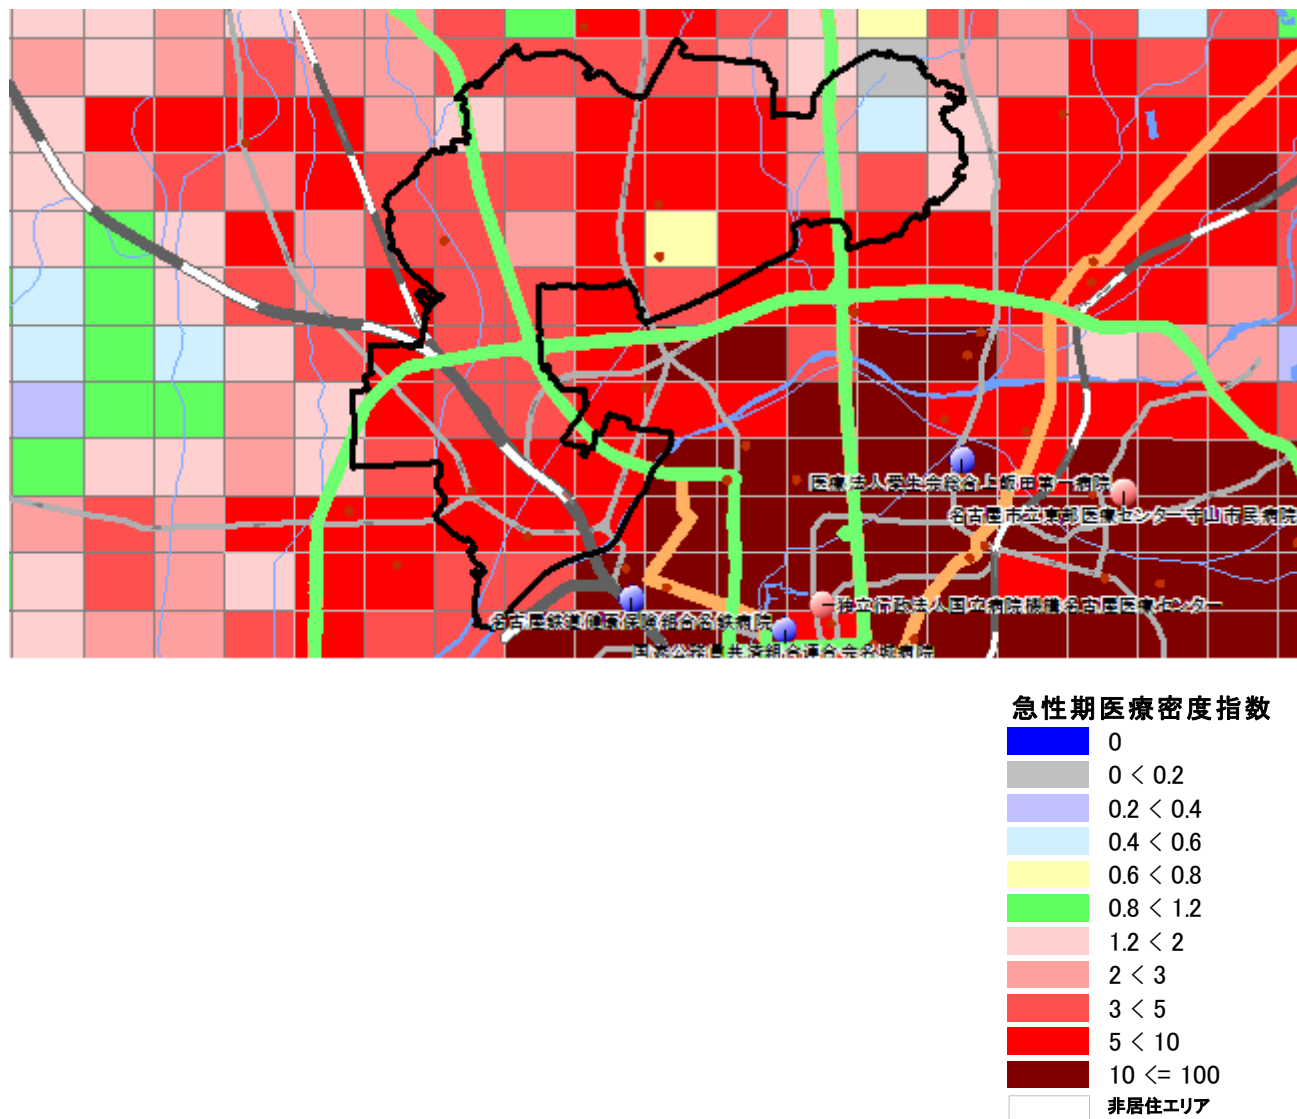 医療法人愛生会総合上飯田第一病院
名古屋市立東部医療センター守山市民病院
独立行政法人国立病院機構名古屋医療センター
名古屋鉄道健康保険組合名鉄病院
国家公務員共済組合連合会名城病院
急性期医療密度指数
0
0 < 0.2
0.2 < 0.4
0.4 < 0.6
0.6 < 0.8
0.8 < 1.2
1.2 < 2
2 < 3
3 < 5
5 < 10
10 <= 100
非居住エリア